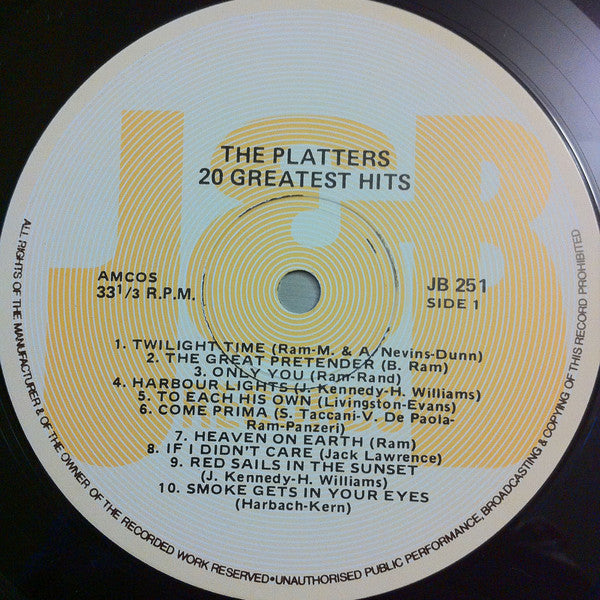 J&B
THE PLATTERS
20 GREATEST HITS
AMCOS
33 1/3 R.P.M.
JB 251
SIDE 1
1. TWILIGHT TIME (Ram-M. & A. Nevins-Dunn)
2. THE GREAT PRETENDER (B. Ram)
3. ONLY YOU (Ram-Rand)
4. HARBOUR LIGHTS (J. Kennedy-H. Williams)
5. TO EACH HIS OWN (Livingston-Evans)
6. COME PRIMA (S. Taccani-V. De Paola-
Ram-Panzeri)
7. HEAVEN ON EARTH (Ram)
8. IF I DIDN'T CARE (Jack Lawrence)
9. RED SAILS IN THE SUNSET
(J. Kennedy-H. Williams)
10. SMOKE GETS IN YOUR EYES
(Harbach-Kern)
ALL RIGHTS OF THE MANUFACTURER & OF THE OWNER OF THE RECORDED WORK RESERVED•UNAUTHORISED PUBLIC PERFORMANCE, BROADCASTING & COPYING OF THIS RECORD PROHIBITED